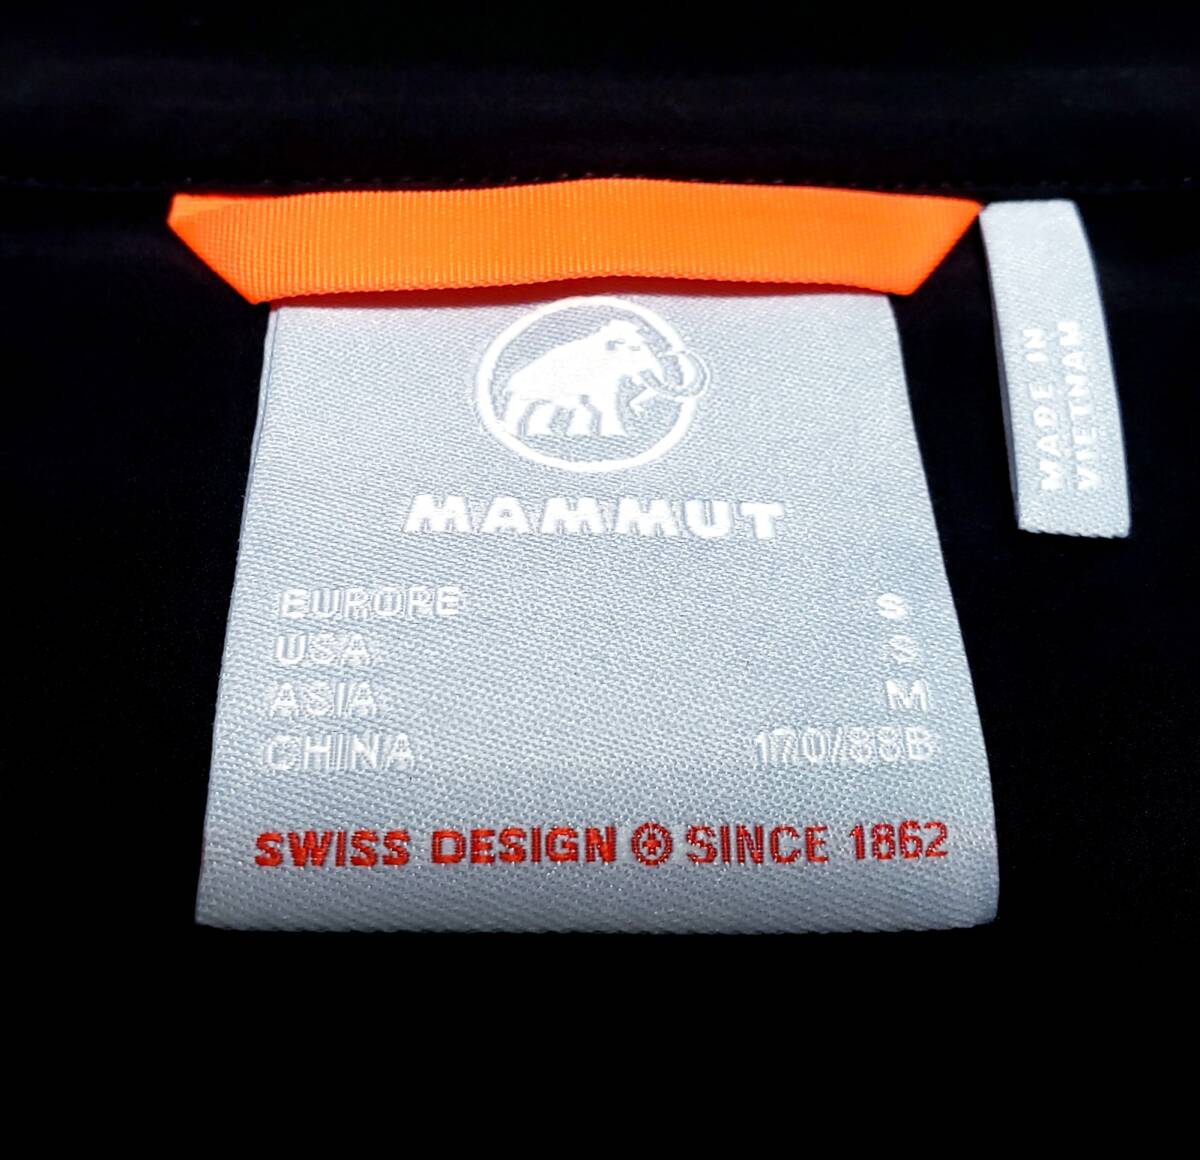 MAMMUT
EUROPE S
USA S
ASIA M
CHINA 170/88B
SWISS DESIGN SINCE 1862
MADE IN
VIETNAM